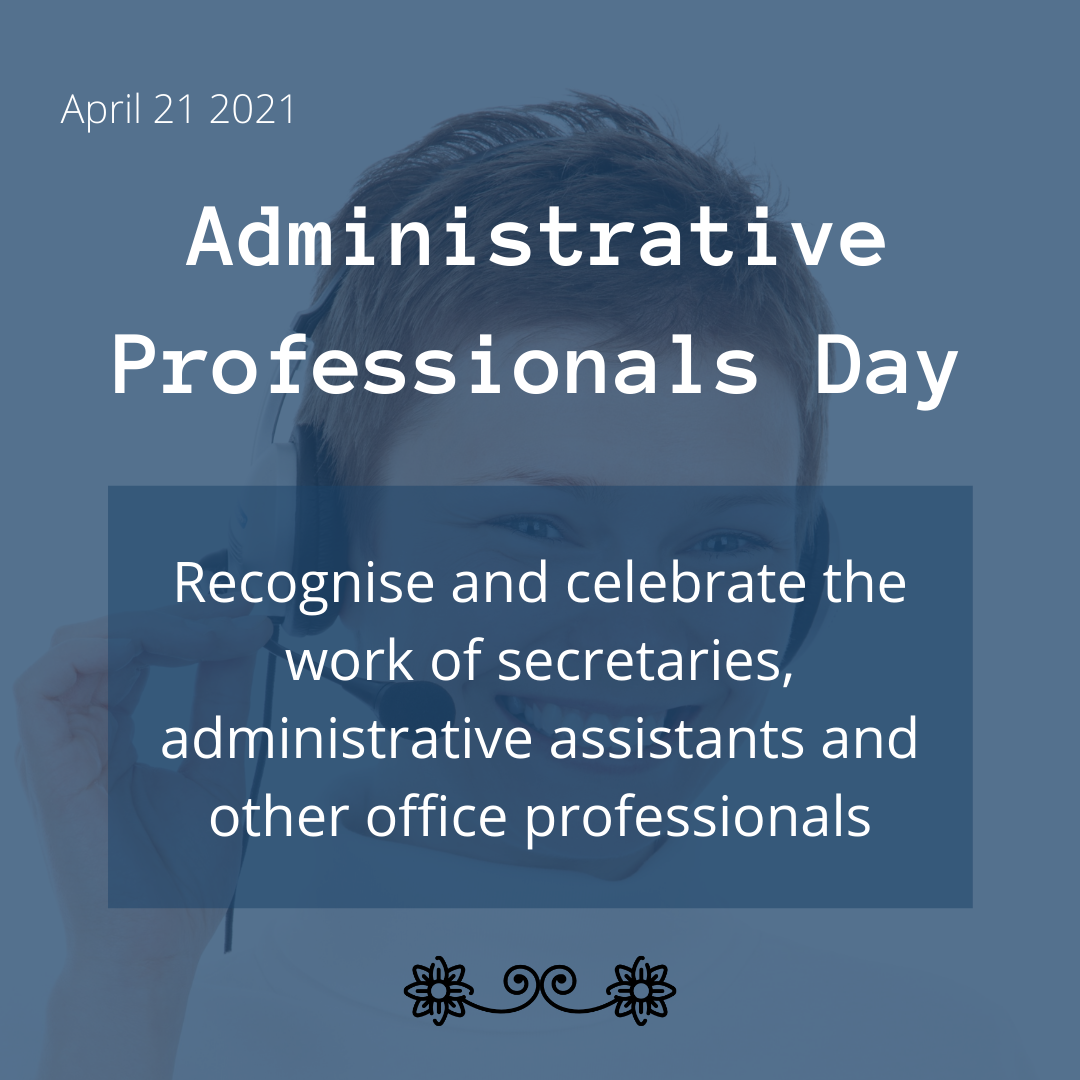 April 21 2021
Administrative
Professionals Day
Recognise and celebrate the
work of secretaries,
administrative assistants and
other office professionals